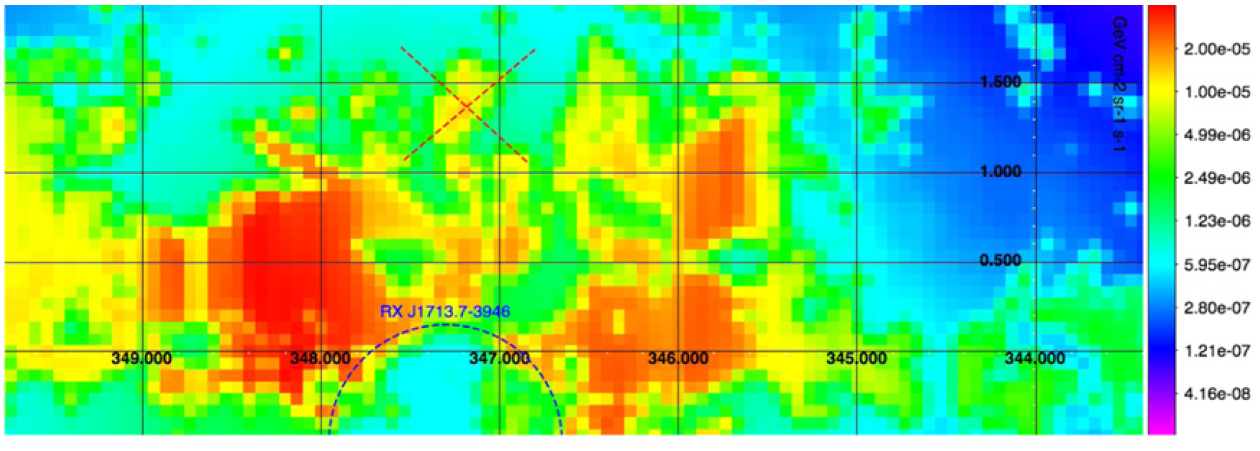 GeV cm2 sr-1 s-1
2.00e-05
1.500
1.00e-05
4.99e-06
1.000
2.49e-06
1.23e-06
0.500
5.95e-07
RX J1713.7-3946
2.80e-07
349.000 348.000 347.000 346.000 345.000 344.000
1.21e-07
4.16e-08